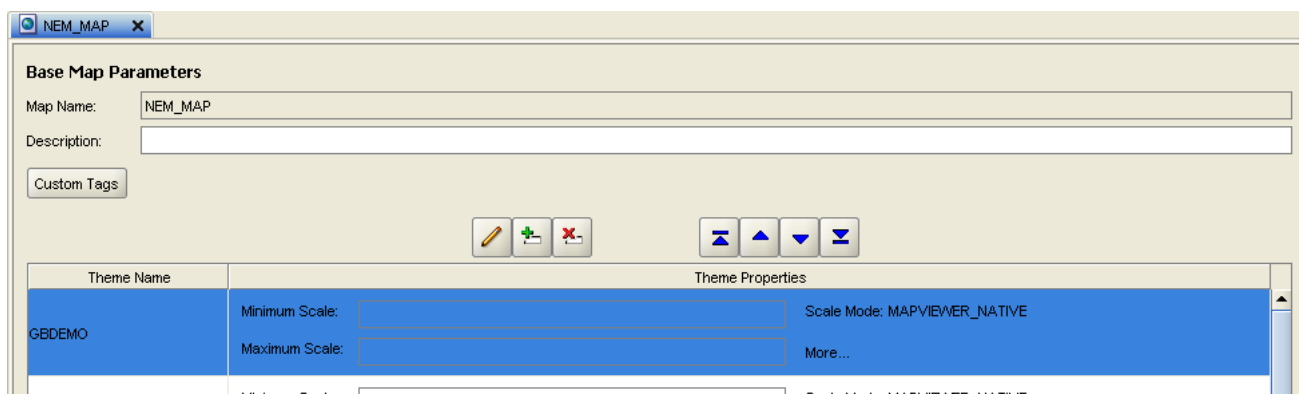 NEM_MAP
Base Map Parameters
Map Name: NEM_MAP
Description:
Custom Tags
Theme Name Theme Properties
GBDEMO Minimum Scale: Scale Mode: MAPVIEWER_NATIVE
Maximum Scale: More...